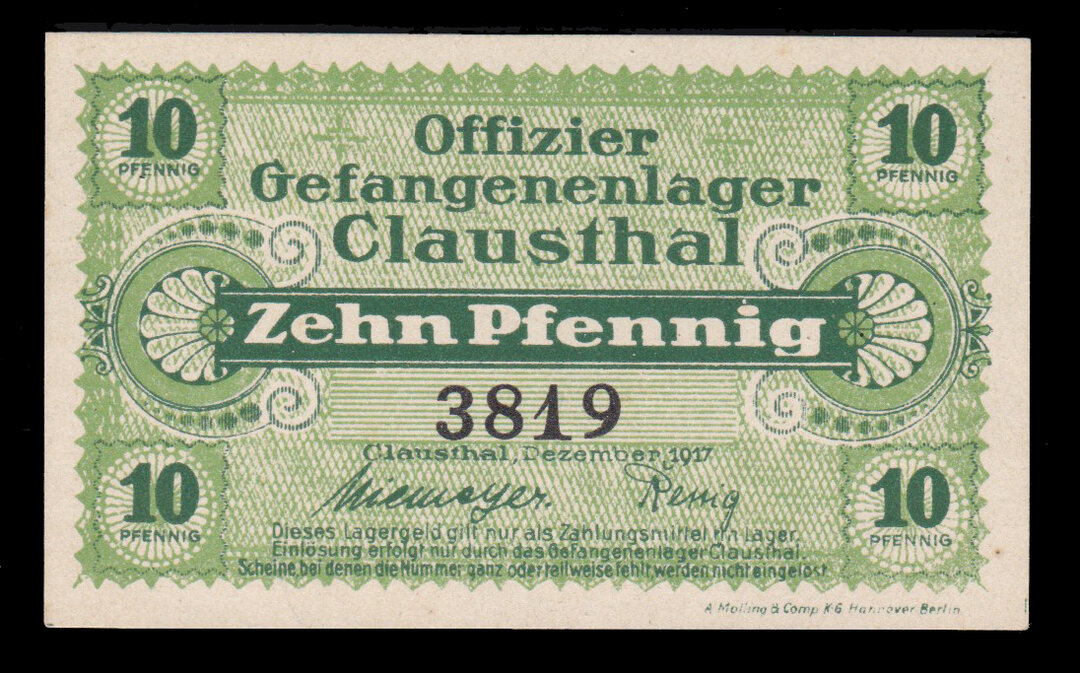 10 PFENNIG
10 PFENNIG
Offizier
Gefangenenlager
Clausthal
Zehn Pfennig
3819
Clausthal, Dezember 1917
Niemeyer. Rensig
10 PFENNIG
10 PFENNIG
Dieses Lagergeld gilt nur als Zahlungsmittel im Lager.
Einlösung erfolgt nur durch das Gefangenenlager Clausthal.
Scheine, bei denen die Nummer ganz oder teilweise fehlt, werden nicht eingelöst
A Molling & Comp K-G Hannover Berlin